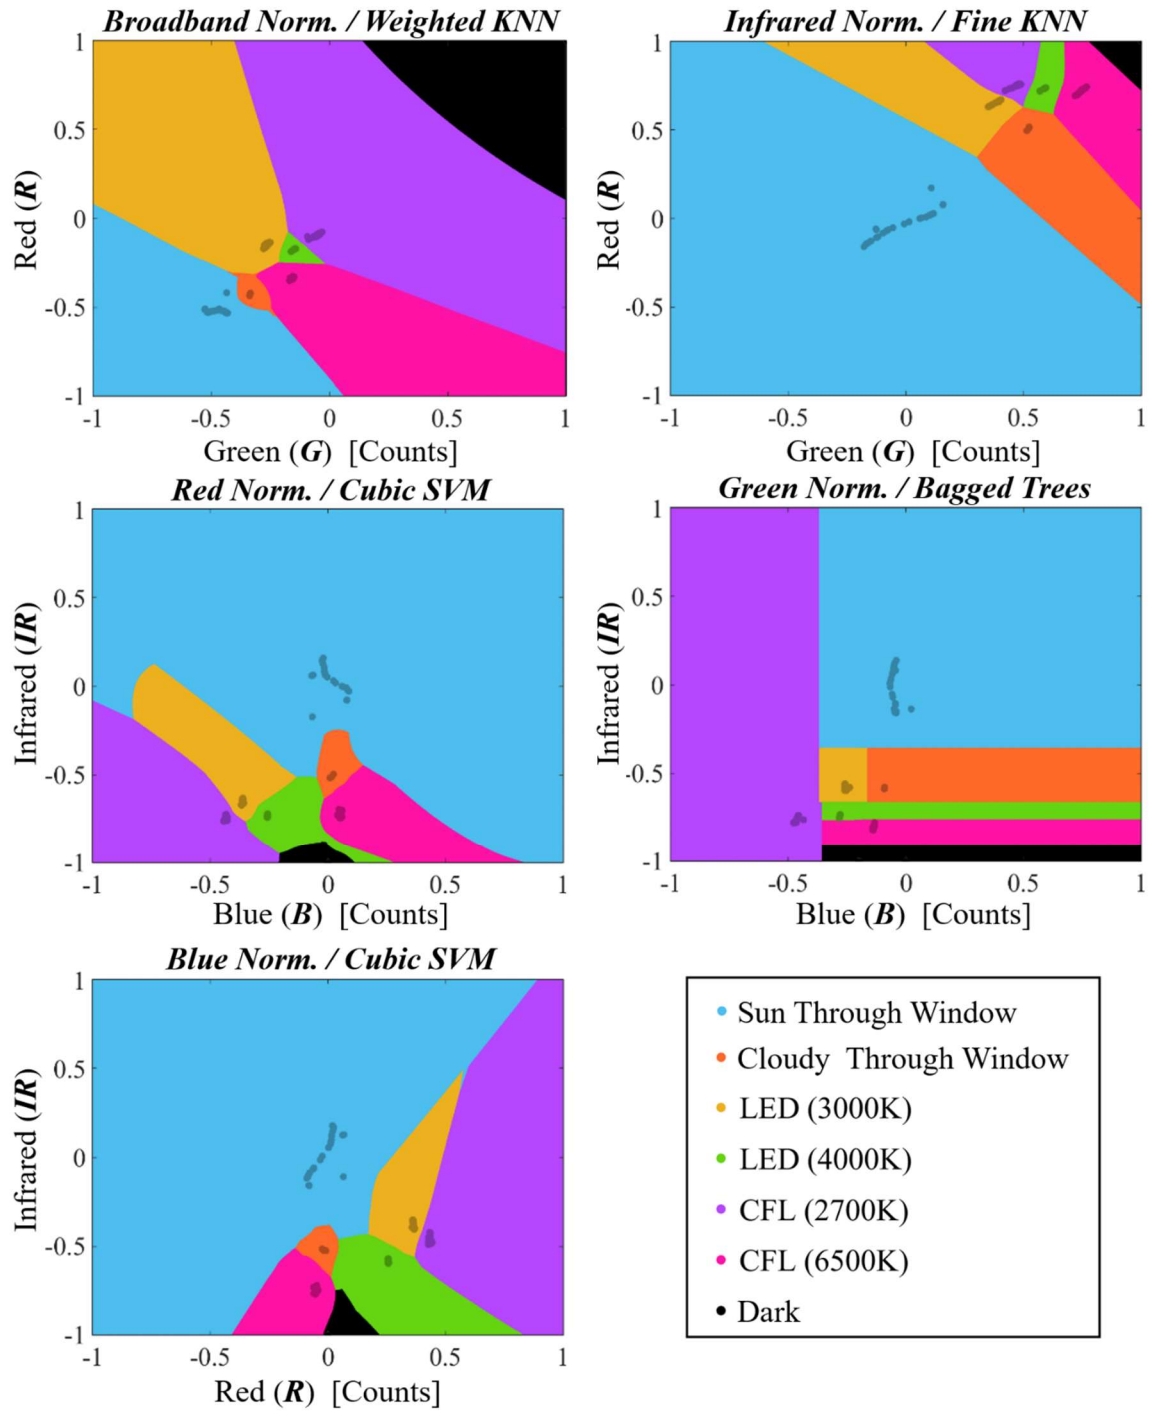 Broadband Norm. / Weighted KNN
1
0.5
0
-0.5
-1
Red (R)
-1 -0.5 0 0.5 1
Green (G) [Counts]
Infrared Norm. / Fine KNN
1
0.5
0
-0.5
-1
Red (R)
-1 -0.5 0 0.5 1
Green (G) [Counts]
Red Norm. / Cubic SVM
1
0.5
0
-0.5
-1
Infrared (IR)
-1 -0.5 0 0.5 1
Blue (B) [Counts]
Green Norm. / Bagged Trees
1
0.5
0
-0.5
-1
Infrared (IR)
-1 -0.5 0 0.5 1
Blue (B) [Counts]
Blue Norm. / Cubic SVM
1
0.5
0
-0.5
-1
Infrared (IR)
-1 -0.5 0 0.5 1
Red (R) [Counts]
Sun Through Window
Cloudy Through Window
LED (3000K)
LED (4000K)
CFL (2700K)
CFL (6500K)
Dark